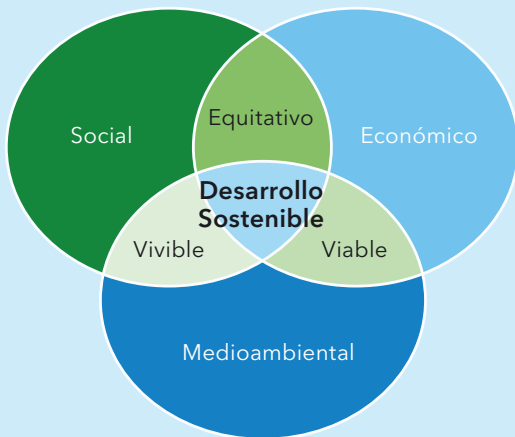 Equitativo
Social
Económico
Desarrollo
Sostenible
Vivible
Viable
Medioambiental